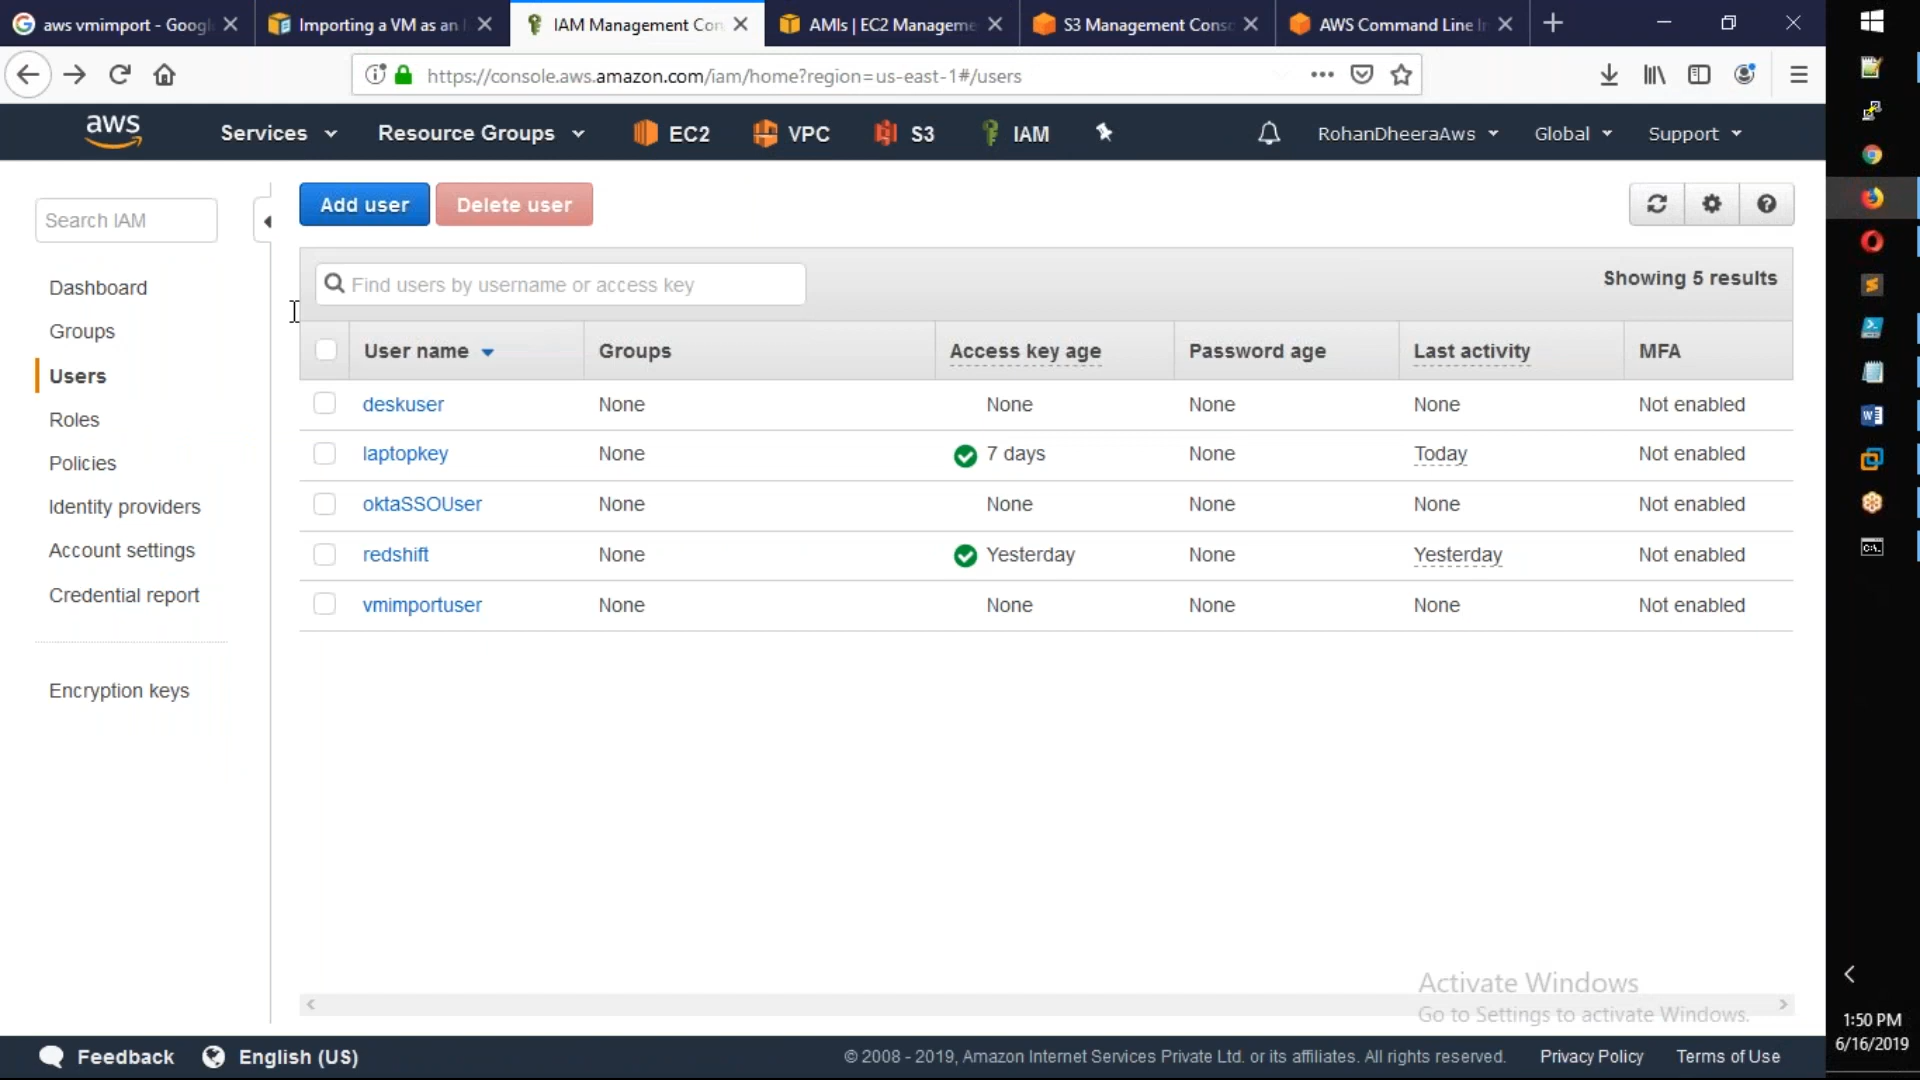 aws vmimport - Googl
Importing a VM as an
IAM Management Con
AMIs | EC2 Manageme
S3 Management Conso
AWS Command Line In
https://console.aws.amazon.com/iam/home?region=us-east-1#/users
aws
Services
Resource Groups
EC2
VPC
S3
IAM
RohanDheeraAws
Global
Support
Search IAM
Dashboard
Groups
Users
Roles
Policies
Identity providers
Account settings
Credential report
Encryption keys
Add user
Delete user
Find users by username or access key
Showing 5 results
User name Groups Access key age Password age Last activity MFA
deskuser None None None None Not enabled
laptopkey None 7 days None Today Not enabled
oktaSSOUser None None None None Not enabled
redshift None Yesterday None Yesterday Not enabled
vmimportuser None None None None Not enabled
Activate Windows
Go to Settings to activate Windows.
Feedback
English (US)
© 2008 - 2019, Amazon Internet Services Private Ltd. or its affiliates. All rights reserved.
Privacy Policy
Terms of Use
1:50 PM
6/16/2019